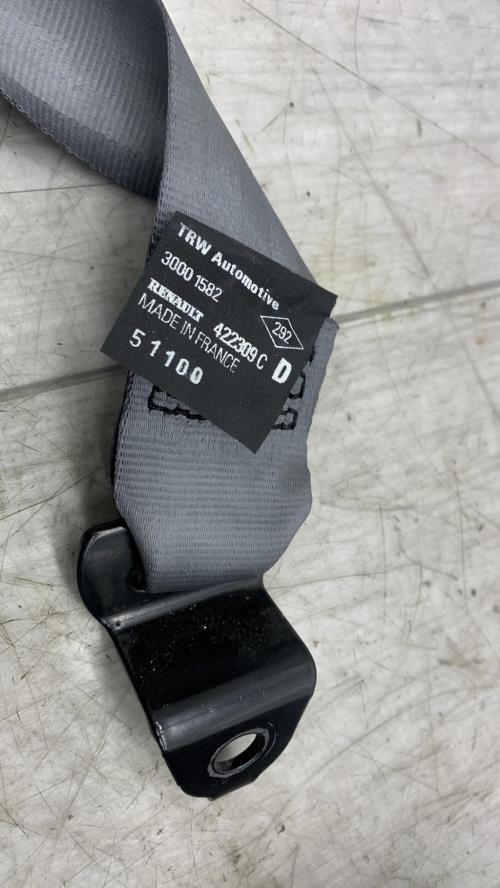 TRW Automotive
3000 1582
292
RENAULT 422309 C D
MADE IN FRANCE
51100